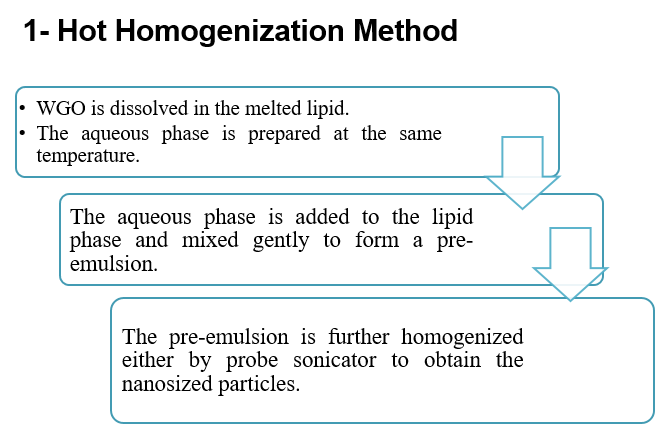 1- Hot Homogenization Method
• WGO is dissolved in the melted lipid.
• The aqueous phase is prepared at the same
temperature.
The aqueous phase is added to the lipid
phase and mixed gently to form a pre-
emulsion.
The pre-emulsion is further homogenized
either by probe sonicator to obtain the
nanosized particles.